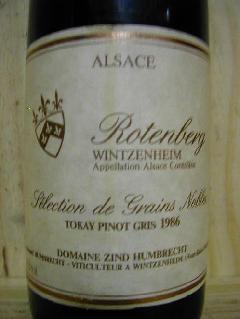 ALSACE
Rotenberg
WINTZENHEIM
Appellation Alsace Contrôlée
Sélection de Grains Nobles
TOKAY PINOT GRIS 1986
DOMAINE ZIND HUMBRECHT
HUMBRECHT - VITICULTEUR A WINTZENHEIM